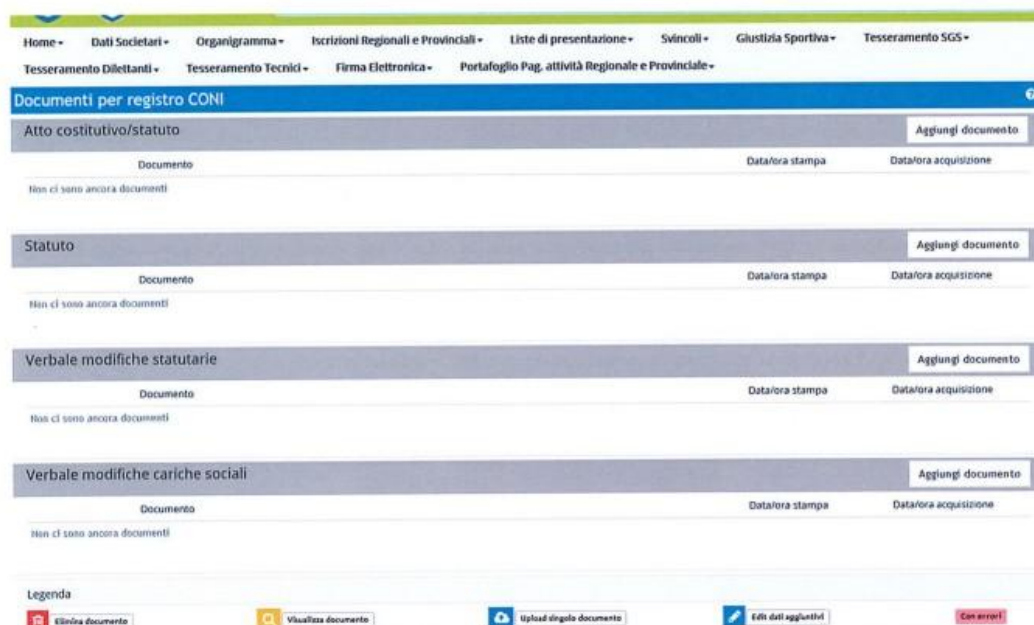 Home Dati Societari Organigramma Iscrizioni Regionali e Provinciali Liste di presentazione Svincoli Giustizia Sportiva Tesseramento SGS
Tesseramento Dilettanti Tesseramento Tecnici Firma Elettronica Portafoglio Pag. attività Regionale e Provinciale
Documenti per registro CONI ?
Atto costitutivo/statuto Aggiungi documento
Documento Data/ora stampa Data/ora acquisizione
Non ci sono ancora documenti
Statuto Aggiungi documento
Documento Data/ora stampa Data/ora acquisizione
Non ci sono ancora documenti
Verbale modifiche statutarie Aggiungi documento
Documento Data/ora stampa Data/ora acquisizione
Non ci sono ancora documenti
Verbale modifiche cariche sociali Aggiungi documento
Documento Data/ora stampa Data/ora acquisizione
Non ci sono ancora documenti
Legenda
Elimina documento Visualizza documento Upload singolo documento Edit dati aggiuntivi Con errori